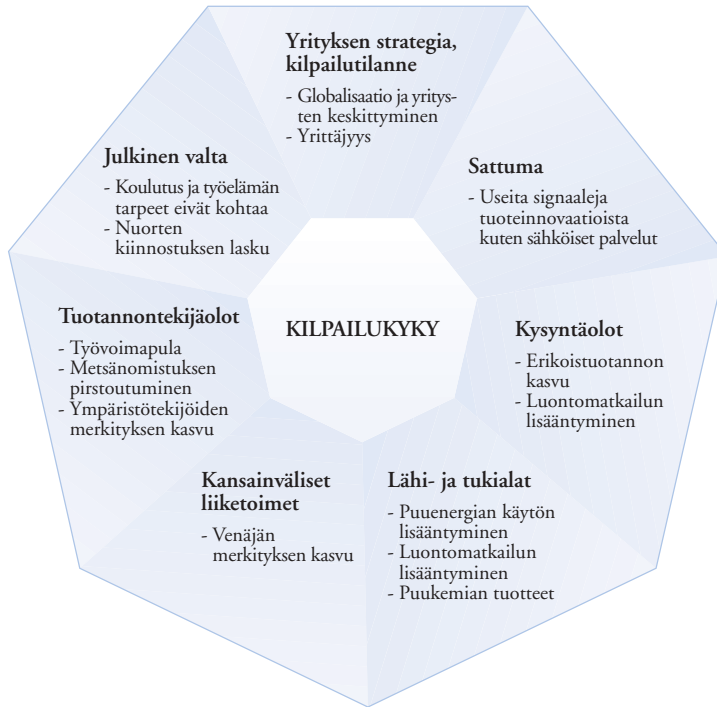 Yrityksen strategia,
kilpailutilanne
- Globalisaatio ja yritys-
ten keskittyminen
- Yrittäjyys
Sattuma
- Useita signaaleja
tuoteinnovaatioista
kuten sähköiset palvelut
Kysyntäolot
- Erikoistuotannon
kasvu
- Luontomatkailun
lisääntyminen
Lähi- ja tukialat
- Puuenergian käytön
lisääntyminen
- Luontomatkailun
lisääntyminen
- Puukemian tuotteet
Kansainväliset
liiketoimet
- Venäjän
merkityksen kasvu
Tuotannontekijäolot
- Työvoimapula
- Metsänomistuksen
pirstoutuminen
- Ympäristötekijöiden
merkityksen kasvu
Julkinen valta
- Koulutus ja työelämän
tarpeet eivät kohtaa
- Nuorten
kiinnostuksen lasku
KILPAILUKYKY